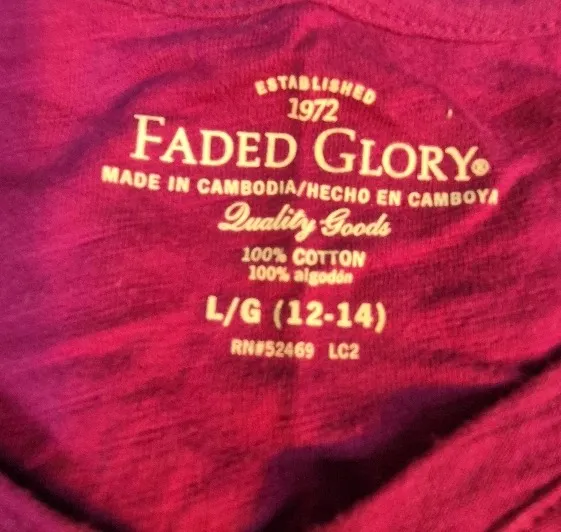 ESTABLISHED
1972
FADED GLORY®
MADE IN CAMBODIA/HECHO EN CAMBOYA
Quality Goods
100% COTTON
100% algodón
L/G (12-14)
RN#52469 LC2